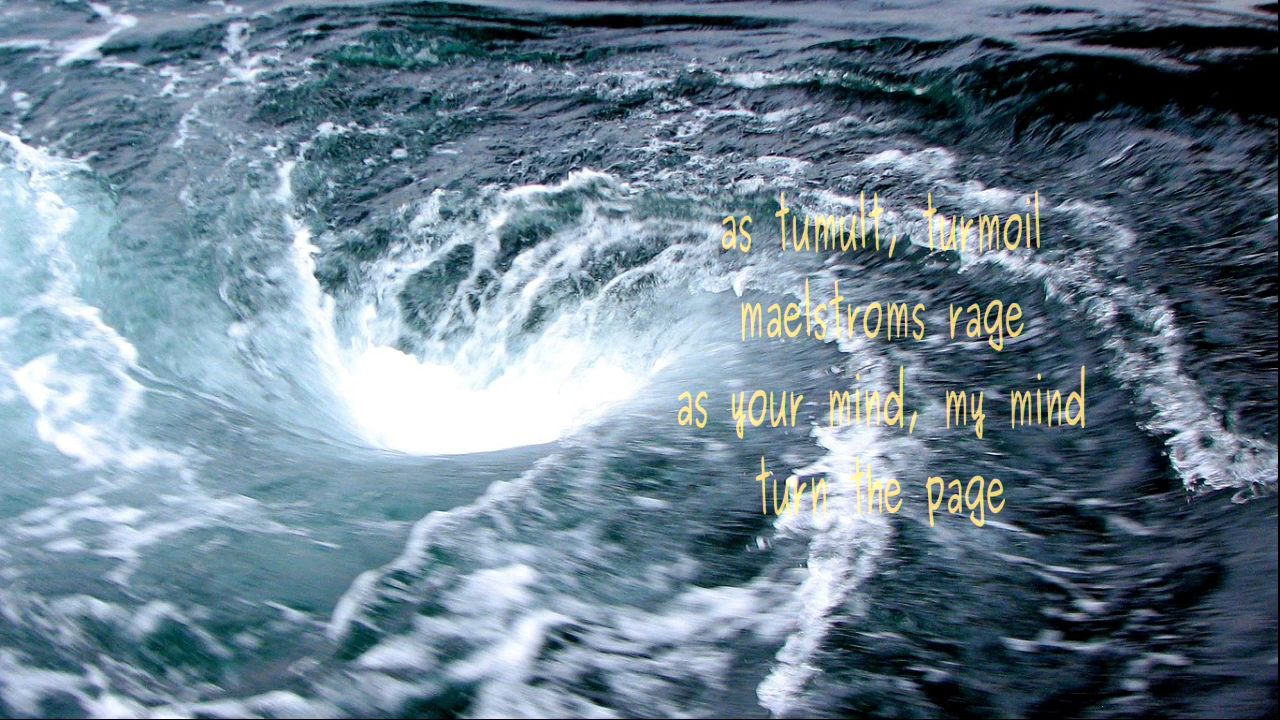 as tumult, turmoil
maelstroms rage
as your mind, my mind
turn the page